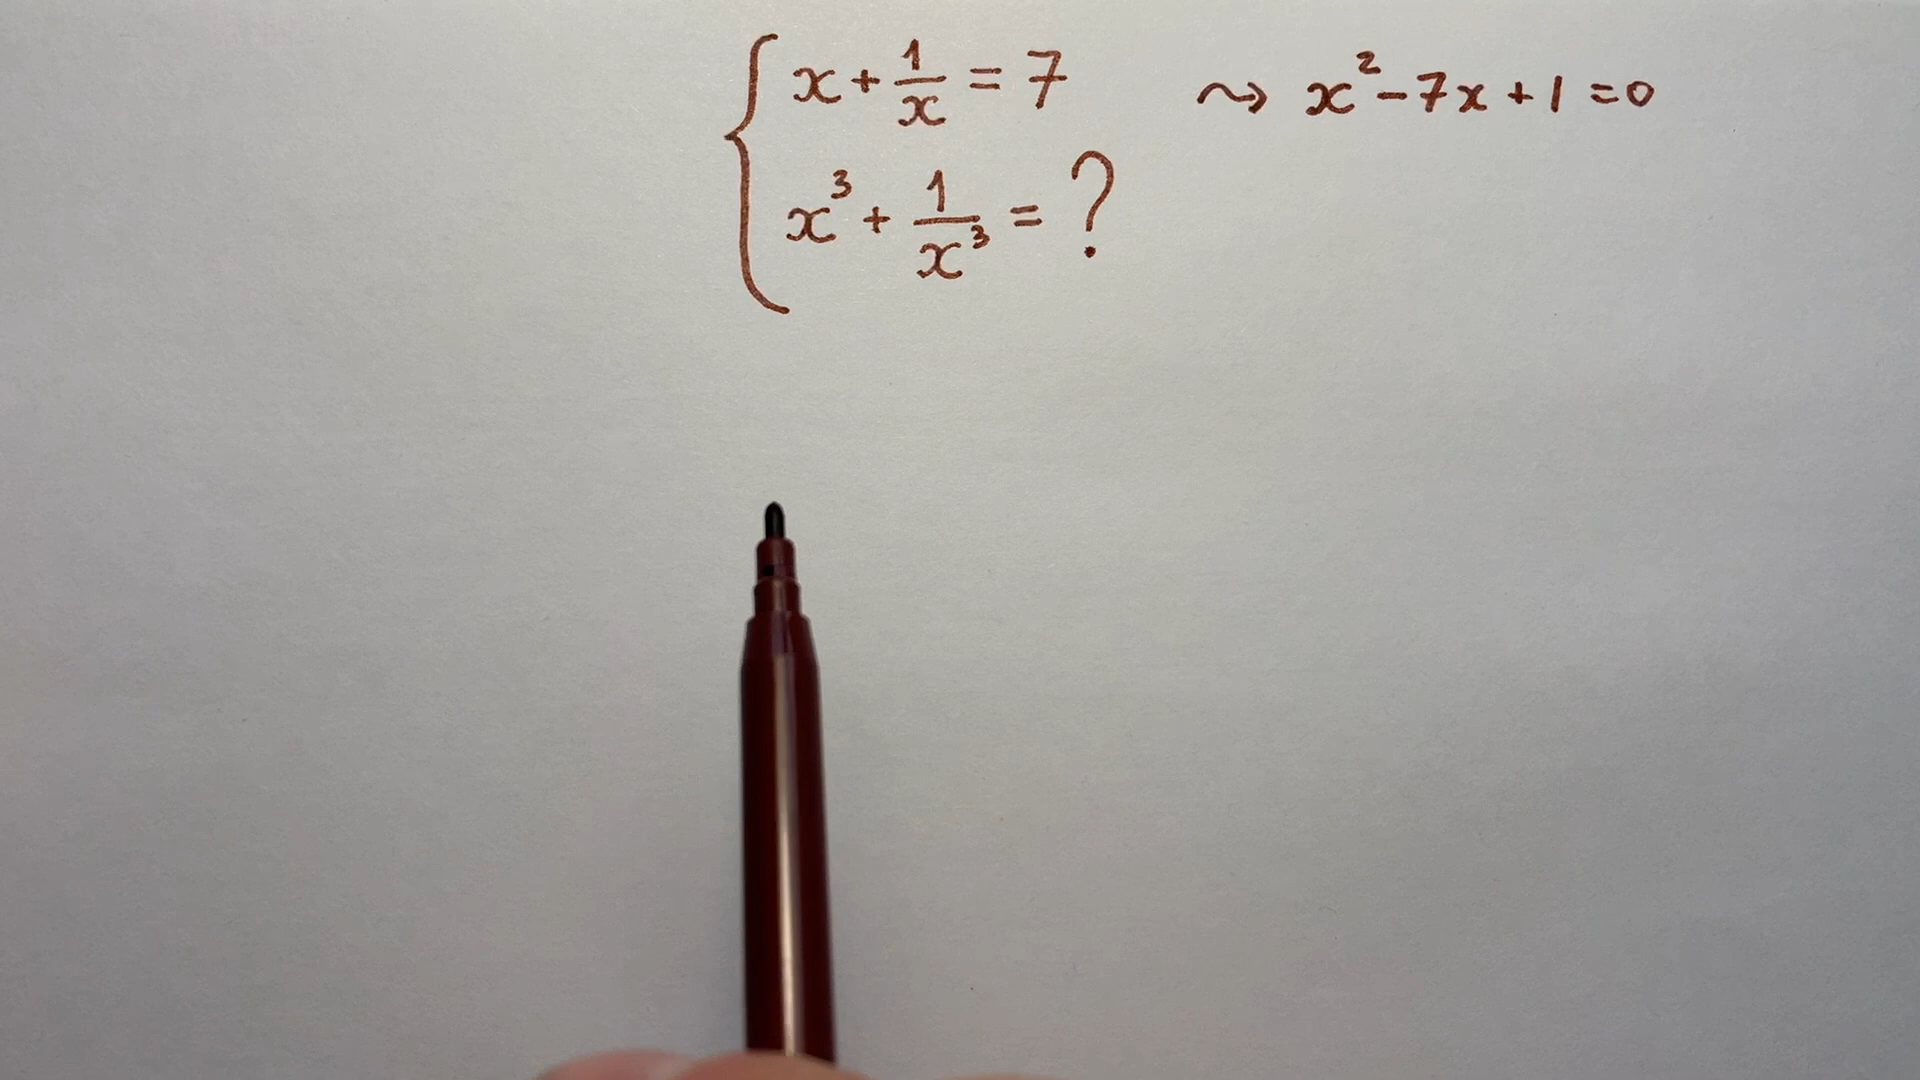 x + 1/x = 7 ⇝ x² - 7x + 1 = 0
x³ + 1/x³ = ?